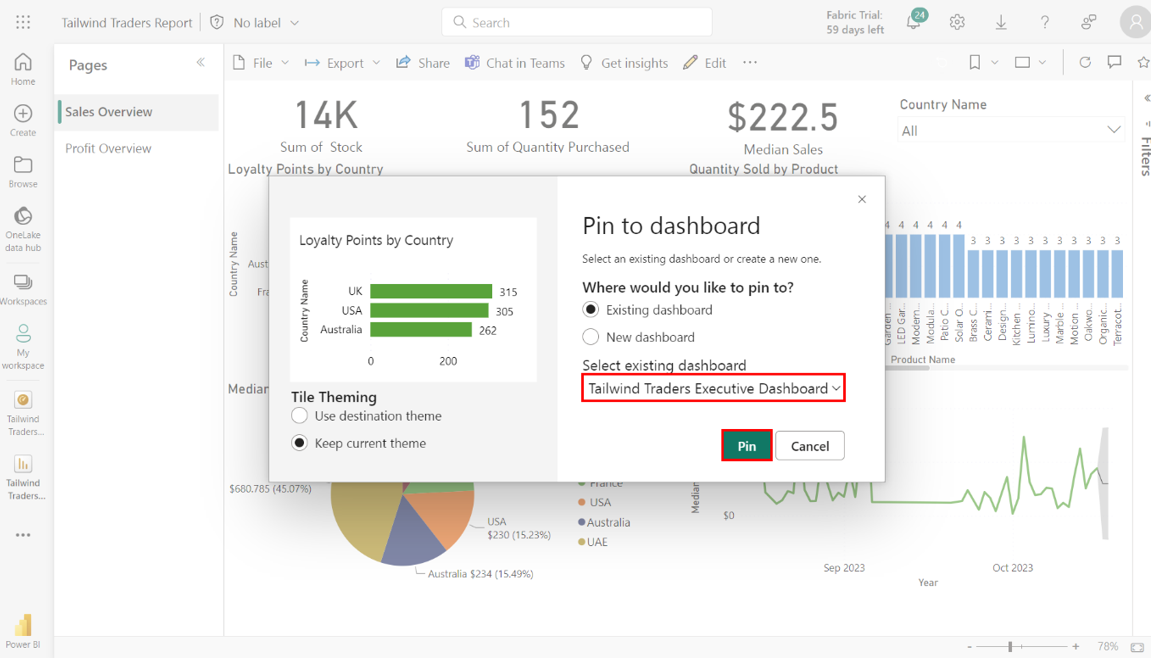 Tailwind Traders Report
No label
Search
Fabric Trial:
59 days left
24
Home
Create
Browse
OneLake
data hub
Workspaces
My
workspace
Tailwind
Traders...
Tailwind
Traders...
Power BI
Pages
Sales Overview
Profit Overview
File
Export
Share
Chat in Teams
Get insights
Edit
14K
Sum of Stock
152
Sum of Quantity Purchased
$222.5
Median Sales
Country Name
All
Filters
Loyalty Points by Country
Quantity Sold by Product
Country Name
Aust
Fra
Loyalty Points by Country
Country Name
UK
315
USA
305
Australia
262
0
200
Tile Theming
Use destination theme
Keep current theme
Pin to dashboard
Select an existing dashboard or create a new one.
Where would you like to pin to?
Existing dashboard
New dashboard
Select existing dashboard
Tailwind Traders Executive Dashboard
Pin
Cancel
4 4 4 4 4 4 3 3 3 3 3 3 3 3 3 3 3
Garden ...
LED Gar...
Modern...
Modula...
Patio C...
Solar O...
Brass C...
Cerami...
Design...
Kitchen ...
Lumino...
Luxury ...
Marble ...
Motion ...
Oakwo...
Organic...
Terracot...
Product Name
Median
$680.785 (45.07%)
USA
$230 (15.23%)
Australia $234 (15.49%)
France
USA
Australia
UAE
Median
$0
Sep 2023
Oct 2023
Year
78%